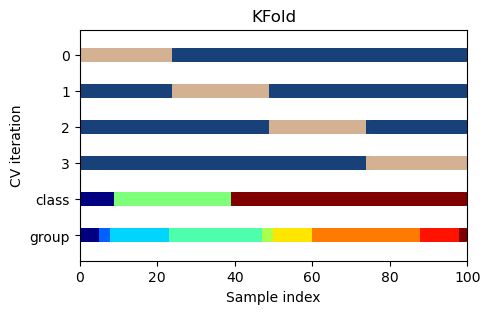 KFold
0
1
2
3
class
group
CV iteration
0 20 40 60 80 100
Sample index